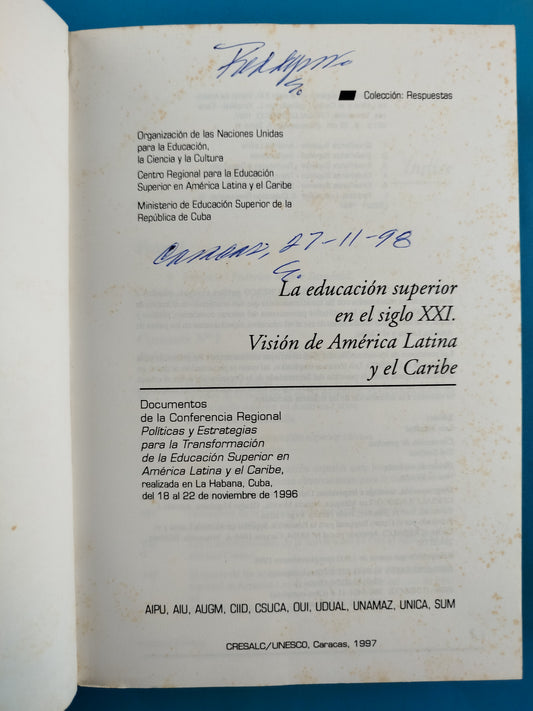 Colección: Respuestas
Organización de las Naciones Unidas
para la Educación,
la Ciencia y la Cultura
Centro Regional para la Educación
Superior en América Latina y el Caribe
Ministerio de Educación Superior de la
República de Cuba
Caracas, 27-11-98
La educación superior
en el siglo XXI.
Visión de América Latina
y el Caribe
Documentos
de la Conferencia Regional
Políticas y Estrategias
para la Transformación
de la Educación Superior en
América Latina y el Caribe,
realizada en La Habana, Cuba,
del 18 al 22 de noviembre de 1996
AIPU, AIU, AUGM, CIID, CSUCA, OUI, UDUAL, UNAMAZ, UNICA, SUM
CRESALC/UNESCO, Caracas, 1997